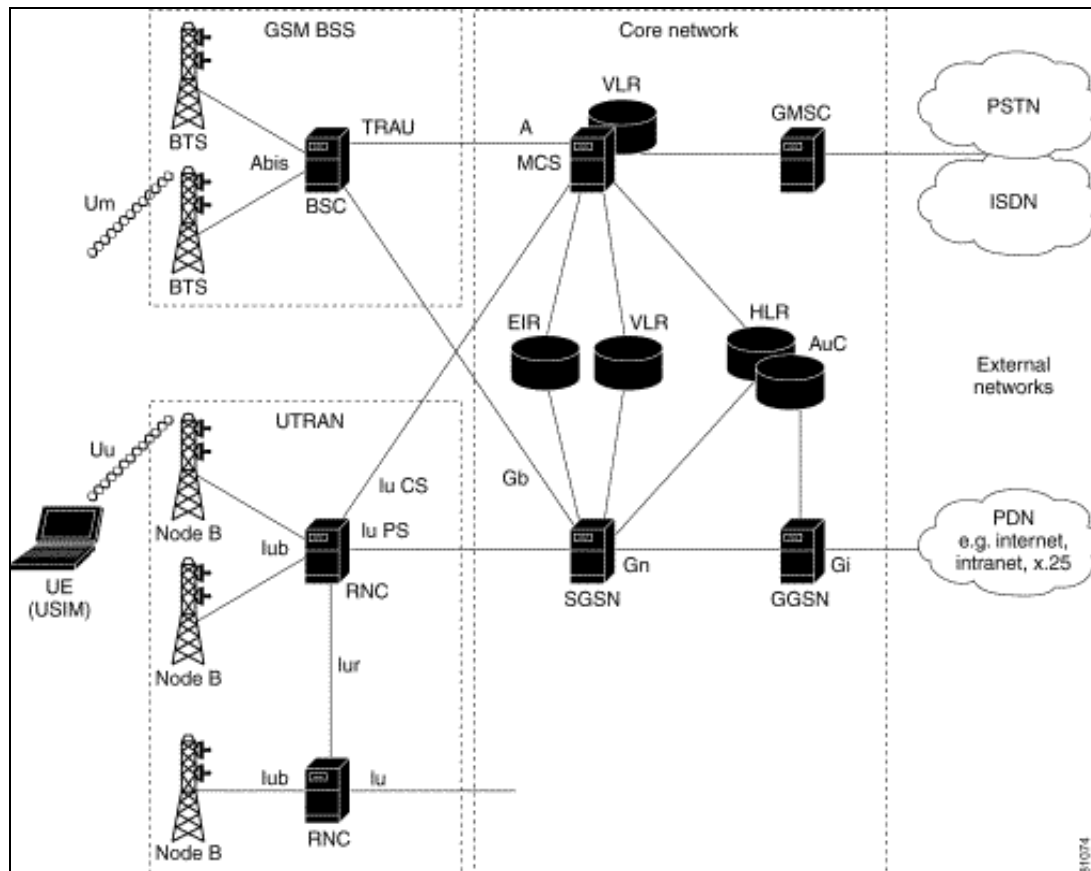 GSM BSS
Core network
VLR
GMSC
PSTN
BTS
TRAU
A
Abis
MCS
BSC
Um
ISDN
BTS
EIR
VLR
HLR
AuC
External
networks
UTRAN
Uu
Gb
Iu CS
Iu PS
Node B
Iub
RNC
UE
(USIM)
Gn
SGSN
Gi
GGSN
PDN
e.g. internet,
intranet, x.25
Node B
Iur
Iub
Iu
RNC
Node B
81074